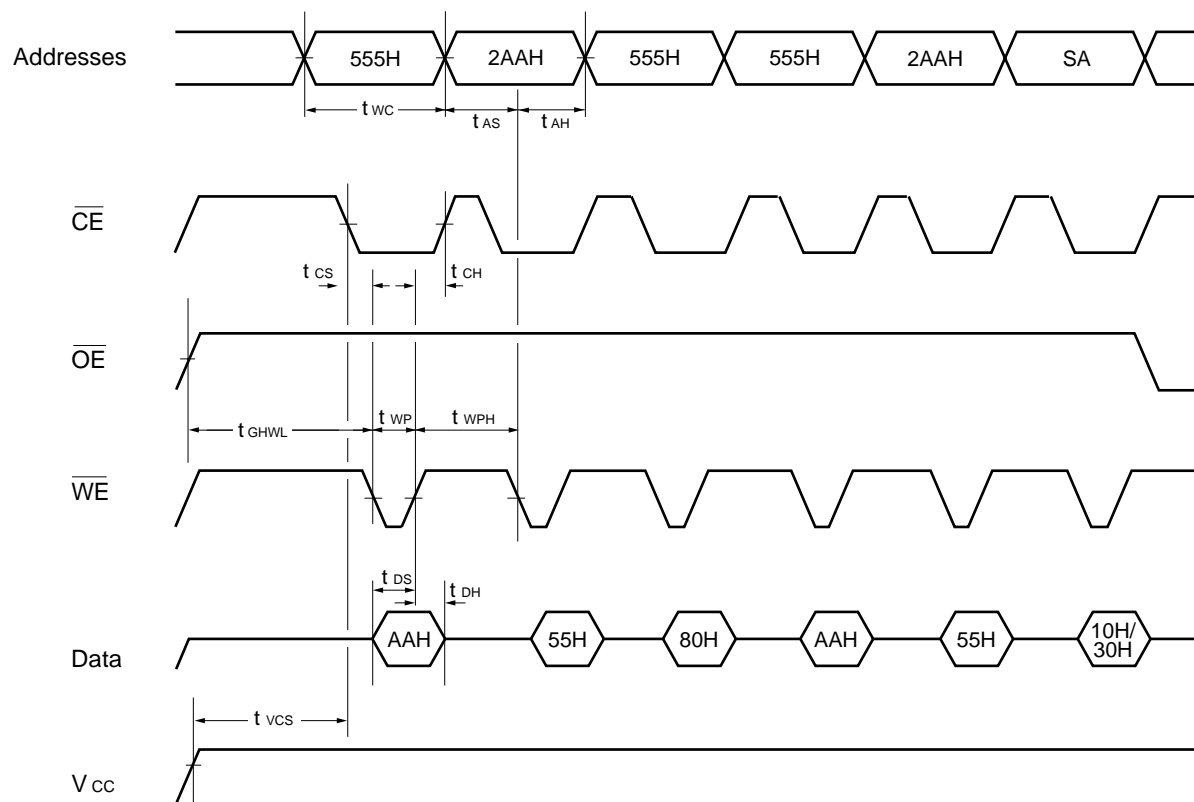 Addresses 555H 2AAH 555H 555H 2AAH SA
t WC t AS t AH
CE
t CS t CH
OE
t GHWL t WP t WPH
WE
t DS t DH
Data AAH 55H 80H AAH 55H 10H/
30H
t VCS
V CC